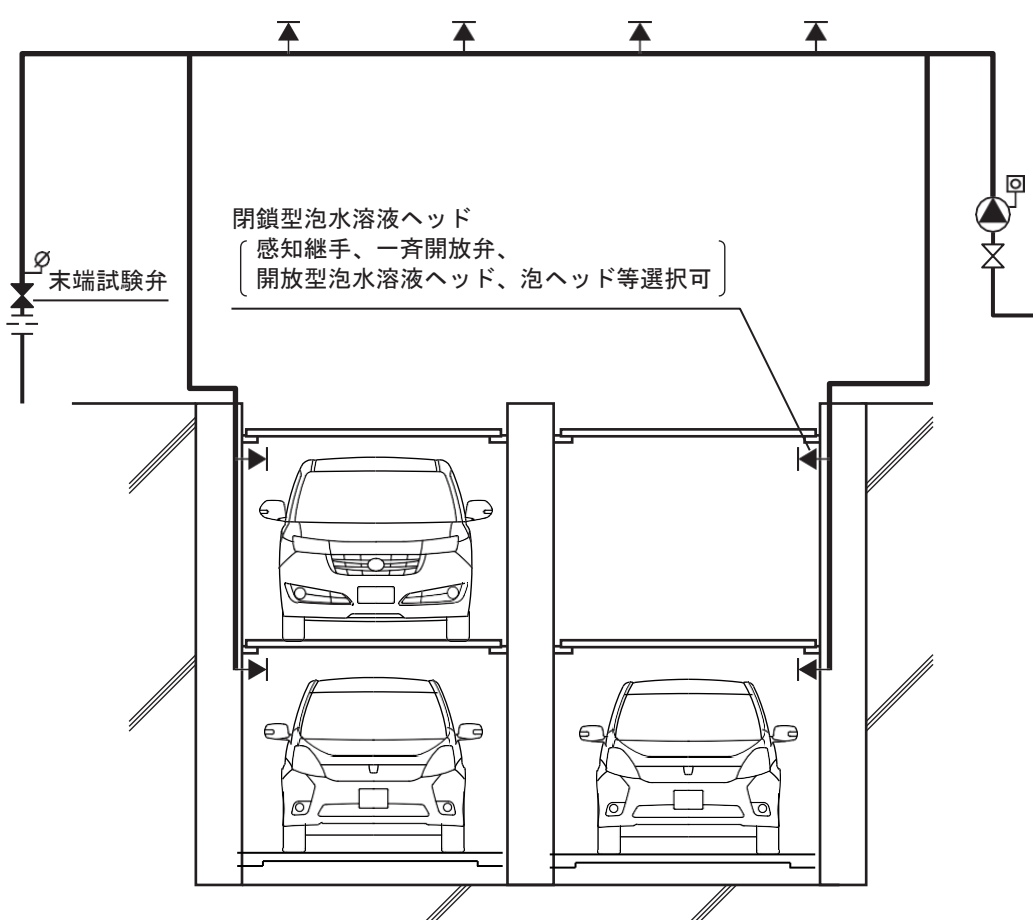 閉鎖型泡水溶液ヘッド
感知継手、一斉開放弁、
開放型泡水溶液ヘッド、泡ヘッド等選択可
末端試験弁